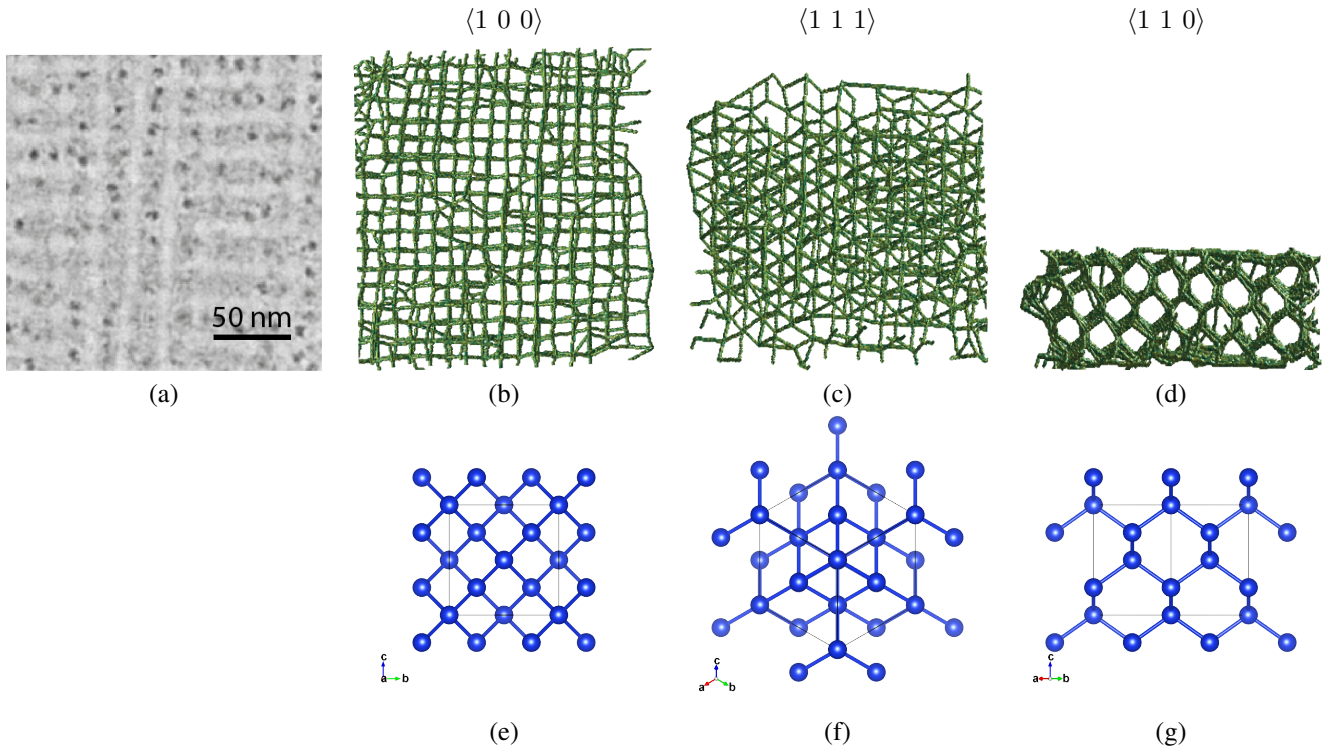 ⟨1 0 0⟩ ⟨1 1 1⟩ ⟨1 1 0⟩
50 nm
(a) (b) (c) (d)
c
a b
c
a b
c
a b
(e) (f) (g)